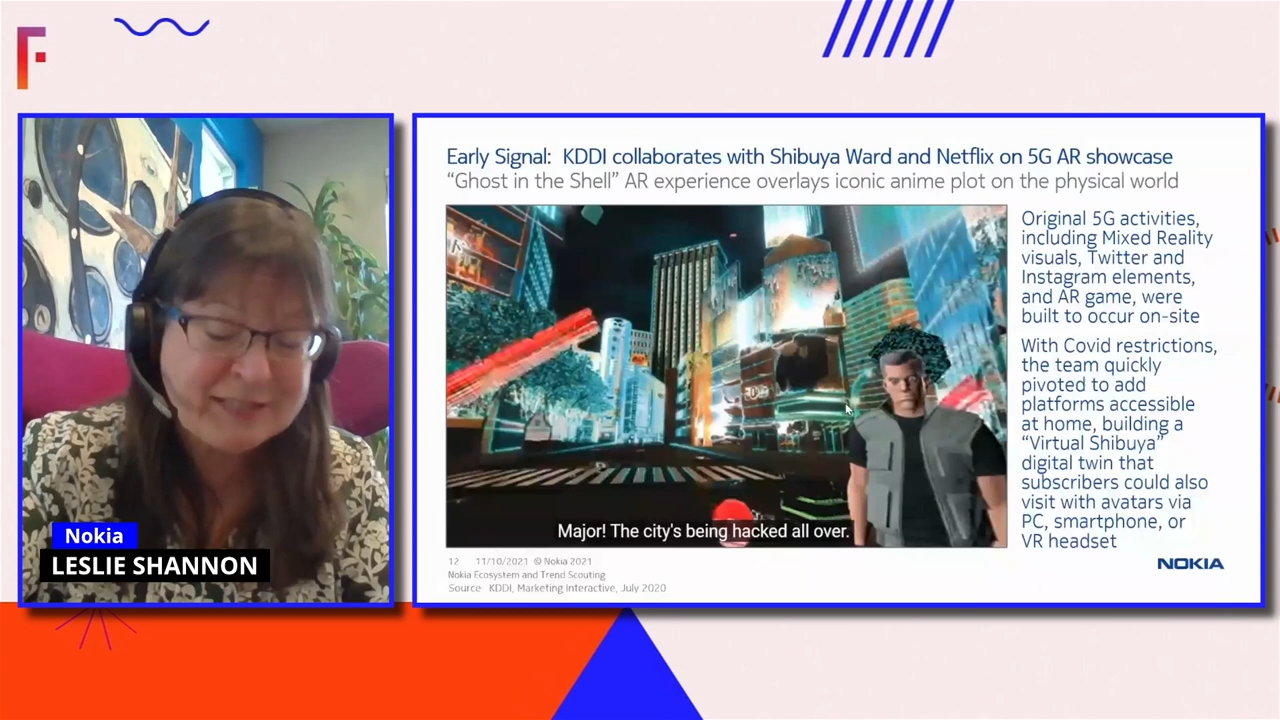 F
Early Signal: KDDI collaborates with Shibuya Ward and Netflix on 5G AR showcase
“Ghost in the Shell” AR experience overlays iconic anime plot on the physical world
Major! The city's being hacked all over.
Original 5G activities,
including Mixed Reality
visuals, Twitter and
Instagram elements,
and AR game, were
built to occur on-site
With Covid restrictions,
the team quickly
pivoted to add
platforms accessible
at home, building a
“Virtual Shibuya”
digital twin that
subscribers could also
visit with avatars via
PC, smartphone, or
VR headset
12 11/10/2021 © Nokia 2021
Nokia Ecosystem and Trend Scouting
Source: KDDI, Marketing Interactive, July 2020
NOKIA
Nokia
LESLIE SHANNON